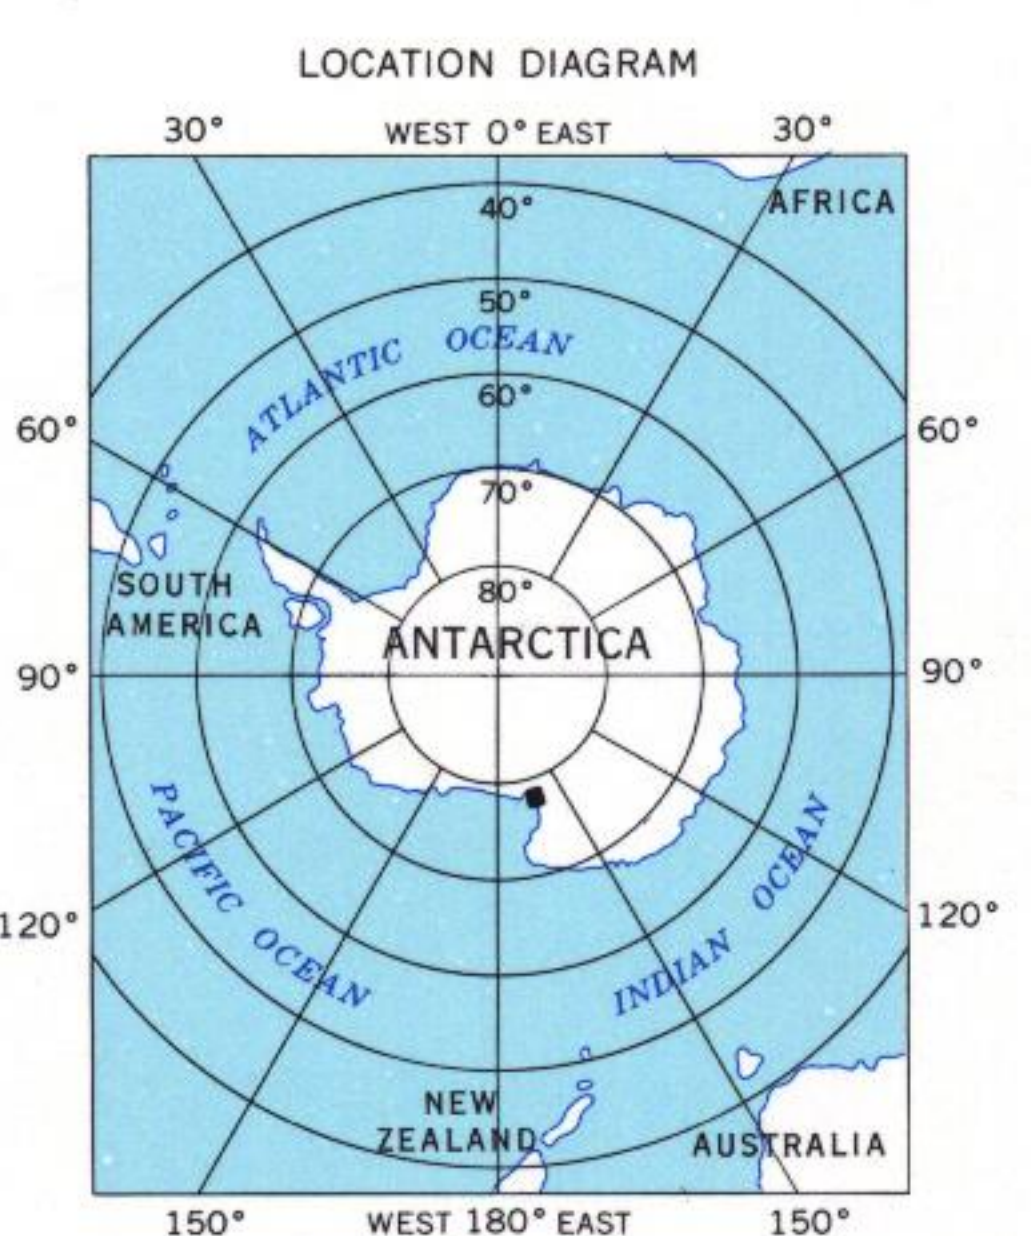 LOCATION DIAGRAM
30° WEST 0° EAST 30°
AFRICA
40°
50°
ATLANTIC OCEAN
60°
60° 60°
70°
SOUTH
AMERICA
80°
ANTARCTICA
90° 90°
PACIFIC OCEAN
INDIAN OCEAN
120° 120°
NEW
ZEALAND
AUSTRALIA
150° WEST 180° EAST 150°